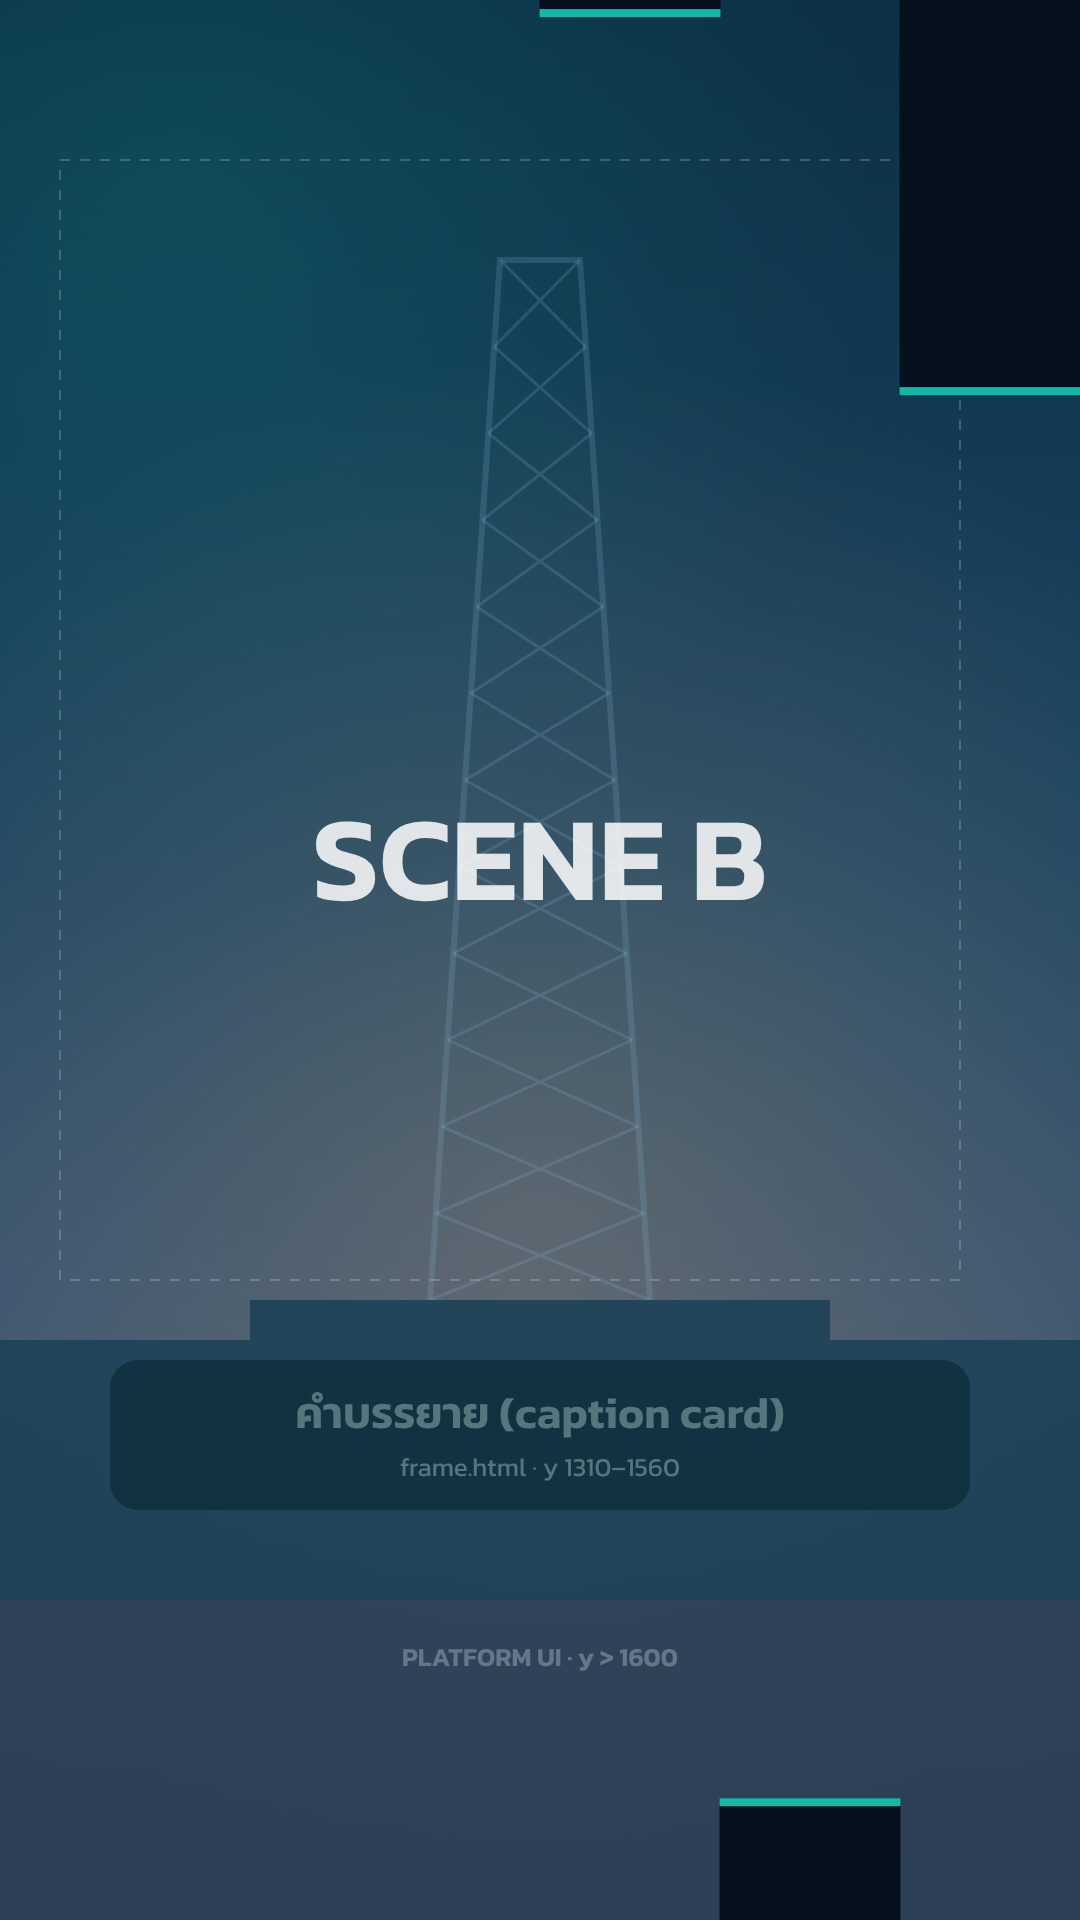 SCENE B
คำบรรยาย (caption card)
frame.html · y 1310–1560
PLATFORM UI · y > 1600